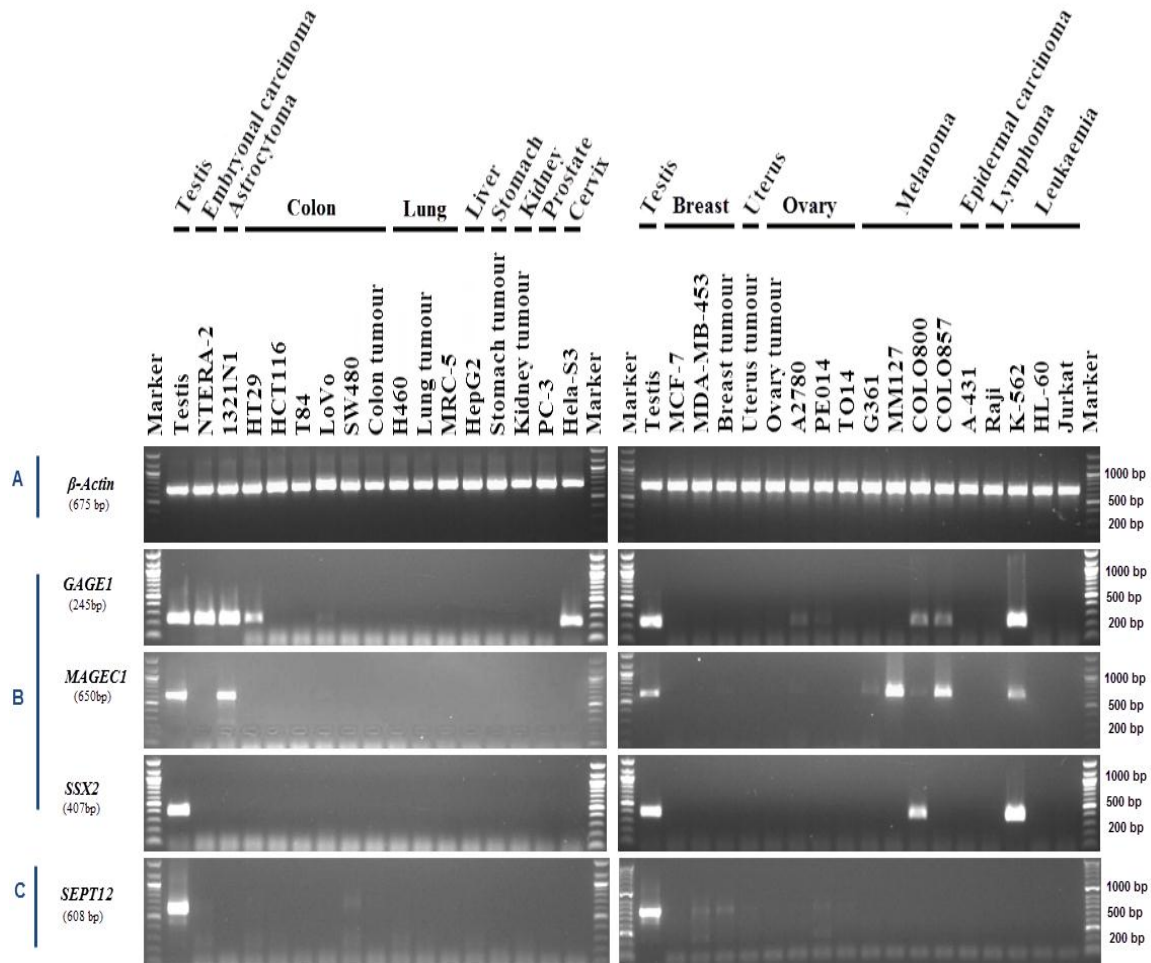 Testis
Embryonal carcinoma
Astrocytoma
Colon
Lung
Liver
Stomach
Kidney
Prostate
Cervix
Testis
Breast
Uterus
Ovary
Melanoma
Epidermal carcinoma
Lymphoma
Leukaemia
Marker
Testis
NTERA-2
1321N1
HT29
HCT116
T84
LoVo
SW480
Colon tumour
H460
Lung tumour
MRC-5
HepG2
Stomach tumour
Kidney tumour
PC-3
Hela-S3
Marker
Marker
Testis
MCF-7
MDA-MB-453
Breast tumour
Uterus tumour
Ovary tumour
A2780
PE014
TO14
G361
MM127
COLO800
COLO857
A-431
Raji
K-562
HL-60
Jurkat
Marker
A
β-Actin
(675 bp)
1000 bp
500 bp
200 bp
B
GAGE1
(245bp)
1000 bp
500 bp
200 bp
MAGEC1
(650bp)
1000 bp
500 bp
200 bp
SSX2
(407bp)
1000 bp
500 bp
200 bp
C
SEPT12
(608 bp)
1000 bp
500 bp
200 bp